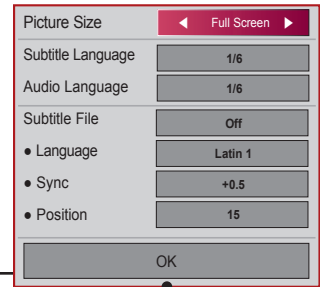 Picture Size ◀ Full Screen ▶
Subtitle Language 1/6
Audio Language 1/6
Subtitle File Off
● Language Latin 1
● Sync +0.5
● Position 15
OK